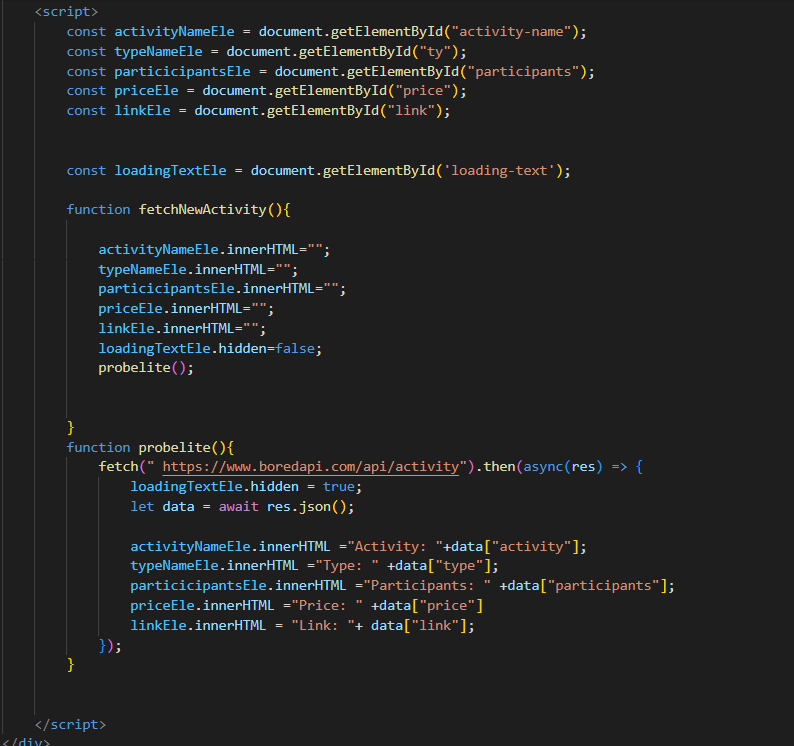 <script>
const activityNameEle = document.getElementById("activity-name");
const typeNameEle = document.getElementById("ty");
const particicipantsEle = document.getElementById("participants");
const priceEle = document.getElementById("price");
const linkEle = document.getElementById("link");
const loadingTextEle = document.getElementById('loading-text');
function fetchNewActivity(){
activityNameEle.innerHTML="";
typeNameEle.innerHTML="";
particicipantsEle.innerHTML="";
priceEle.innerHTML="";
linkEle.innerHTML="";
loadingTextEle.hidden=false;
probelite();
}
function probelite(){
fetch(" https://www.boredapi.com/api/activity").then(async(res) => {
loadingTextEle.hidden = true;
let data = await res.json();
activityNameEle.innerHTML ="Activity: "+data["activity"];
typeNameEle.innerHTML ="Type: " +data["type"];
particicipantsEle.innerHTML ="Participants: " +data["participants"];
priceEle.innerHTML ="Price: " +data["price"]
linkEle.innerHTML = "Link: "+ data["link"];
});
}
</script>
</div>